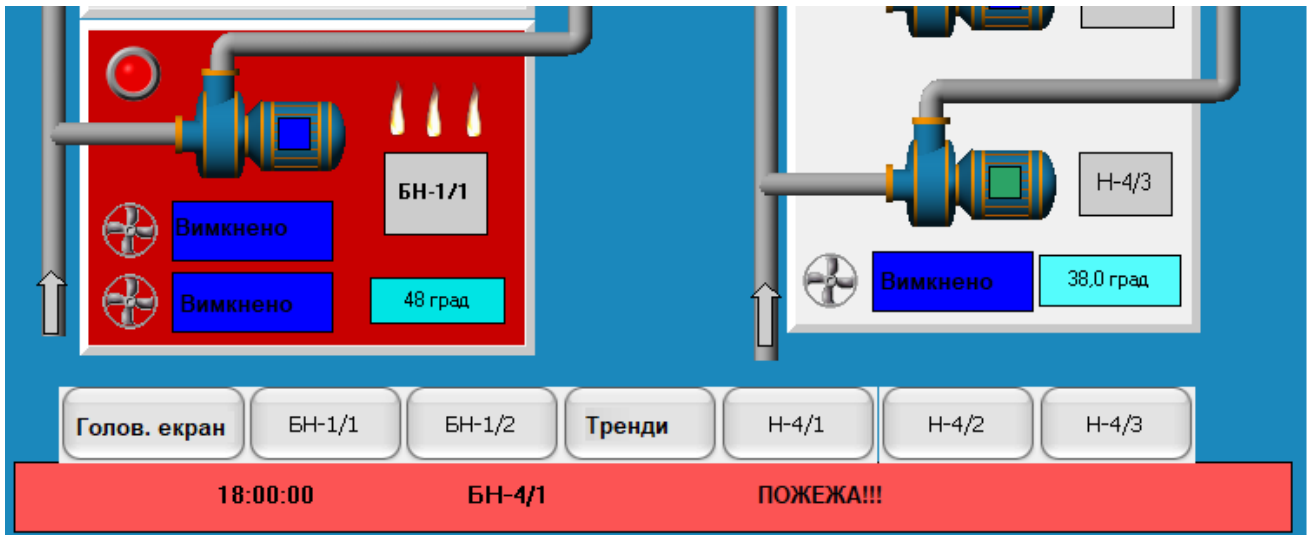 БН-1/1
Вимкнено
Вимкнено
48 град
Н-4/3
Вимкнено
38,0 град
Голов. екран
БН-1/1
БН-1/2
Тренди
Н-4/1
Н-4/2
Н-4/3
18:00:00 БН-4/1 ПОЖЕЖА!!!